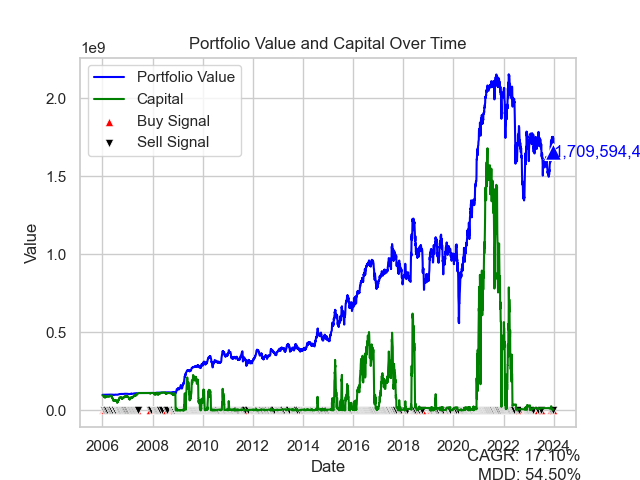 Portfolio Value and Capital Over Time
1e9
Portfolio Value
Capital
Buy Signal
Sell Signal
2.0
1.5
1.0
0.5
0.0
Value
1,709,594,4
2006 2008 2010 2012 2014 2016 2018 2020 2022 2024
Date
CAGR: 17.10%
MDD: 54.50%